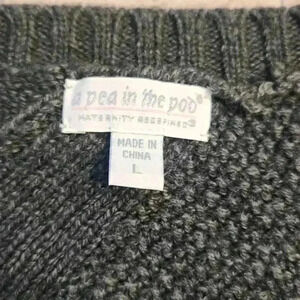 a pea in the pod®
MATERNITY REDEFINED®
MADE IN
CHINA
L